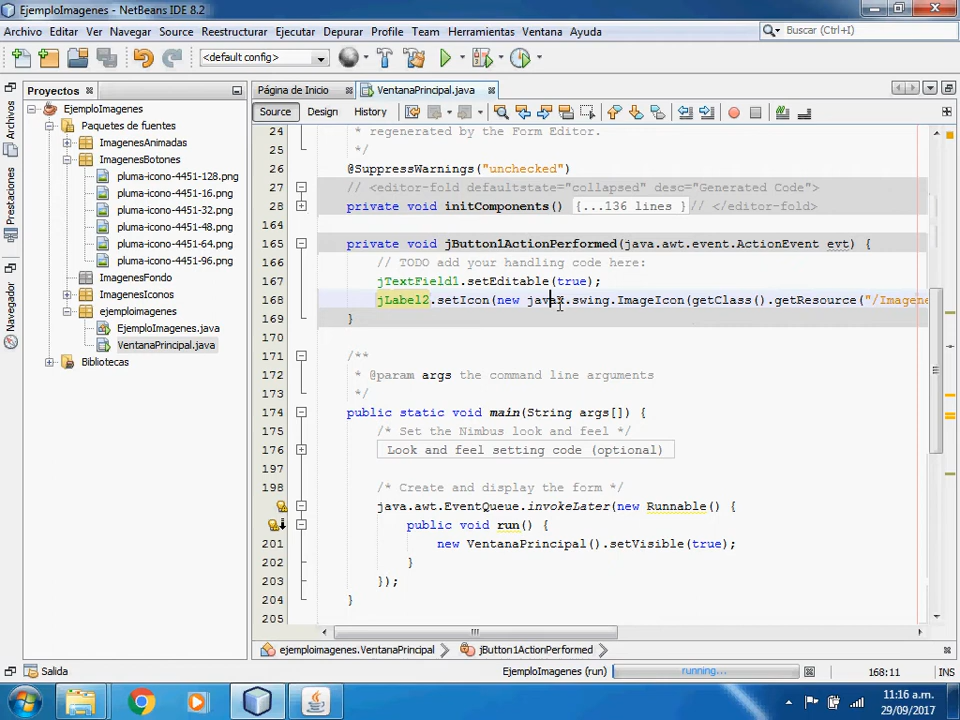 EjemploImagenes - NetBeans IDE 8.2
Archivo Editar Ver Navegar Source Reestructurar Ejecutar Depurar Profile Team Herramientas Ventana Ayuda
Buscar (Ctrl+I)
<default config>
Proyectos
Página de Inicio
VentanaPrincipal.java
Source Design History
Archivos
Prestaciones
Objetos
EjemploImagenes
Paquetes de fuentes
ImagenesAnimadas
ImagenesBotones
pluma-icono-4451-128.png
pluma-icono-4451-16.png
pluma-icono-4451-32.png
pluma-icono-4451-48.png
pluma-icono-4451-64.png
pluma-icono-4451-96.png
ImagenesFondo
ImagenesIconos
ejemploimagenes
EjemploImagenes.java
VentanaPrincipal.java
Bibliotecas
24 * regenerated by the Form Editor.
25 */
26 @SuppressWarnings("unchecked")
27 // <editor-fold defaultstate="collapsed" desc="Generated Code">
28 private void initComponents() {...136 lines }// </editor-fold>
164
165 private void jButton1ActionPerformed(java.awt.event.ActionEvent evt) {
166 // TODO add your handling code here:
167 jTextField1.setEditable(true);
168 jLabel2.setIcon(new javax.swing.ImageIcon(getClass().getResource("/Imagene
169 }
170
171 /**
172 * @param args the command line arguments
173 */
174 public static void main(String args[]) {
175 /* Set the Nimbus look and feel */
176 Look and feel setting code (optional)
197
198 /* Create and display the form */
java.awt.EventQueue.invokeLater(new Runnable() {
public void run() {
201 new VentanaPrincipal().setVisible(true);
202 }
203 });
204 }
205
ejemploimagenes.VentanaPrincipal
jButton1ActionPerformed
Salida
EjemploImagenes (run)
running...
168:11
INS
11:16 a.m.
29/09/2017